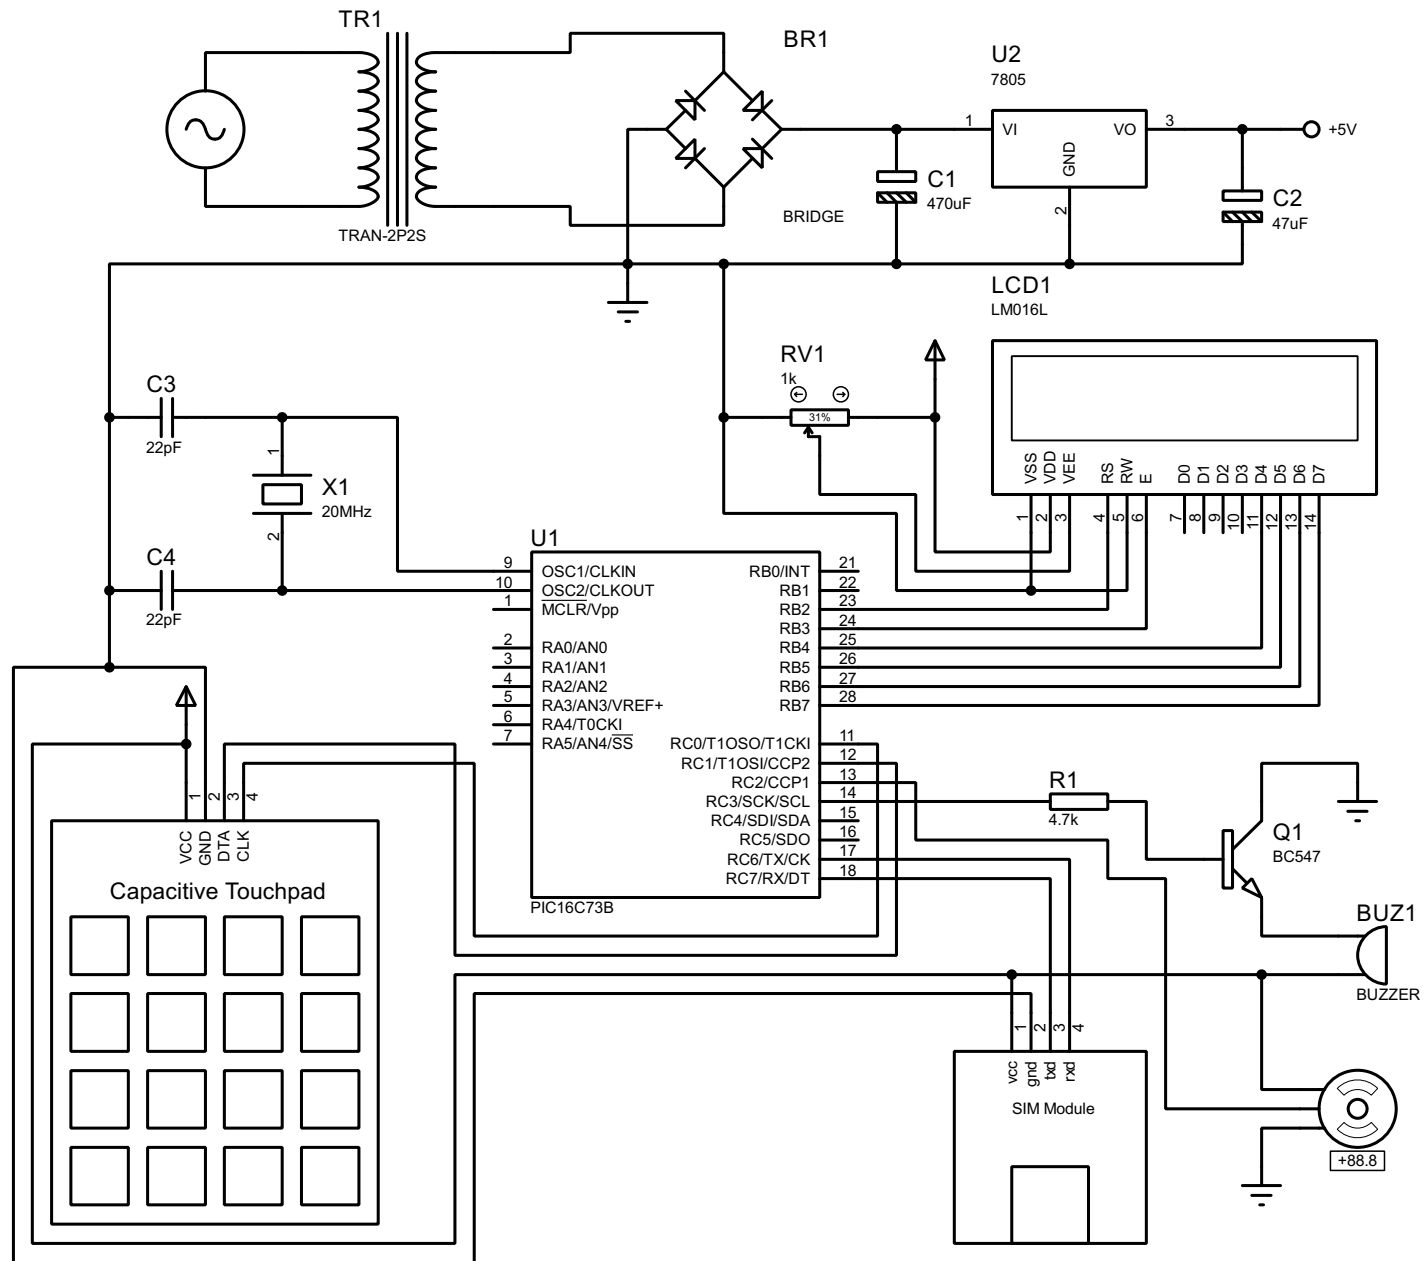 TR1
TRAN-2P2S
BR1
BRIDGE
U2
7805
1
VI
VO
3
GND
2
+5V
C1
470uF
C2
47uF
LCD1
LM016L
RV1
1k
31%
VSS
VDD
VEE
RS
RW
E
D0
D1
D2
D3
D4
D5
D6
D7
1
2
3
4
5
6
7
8
9
10
11
12
13
14
C3
22pF
1
X1
20MHz
2
C4
22pF
U1
9 OSC1/CLKIN
10 OSC2/CLKOUT
1 MCLR/Vpp
2 RA0/AN0
3 RA1/AN1
4 RA2/AN2
5 RA3/AN3/VREF+
6 RA4/T0CKI
7 RA5/AN4/SS
RB0/INT 21
RB1 22
RB2 23
RB3 24
RB4 25
RB5 26
RB6 27
RB7 28
RC0/T1OSO/T1CKI 11
RC1/T1OSI/CCP2 12
RC2/CCP1 13
RC3/SCK/SCL 14
RC4/SDI/SDA 15
RC5/SDO 16
RC6/TX/CK 17
RC7/RX/DT 18
PIC16C73B
R1
4.7k
Q1
BC547
BUZ1
BUZZER
1
2
3
4
VCC
GND
DTA
CLK
Capacitive Touchpad
1
2
3
4
vcc
gnd
txd
rxd
SIM Module
+88.8